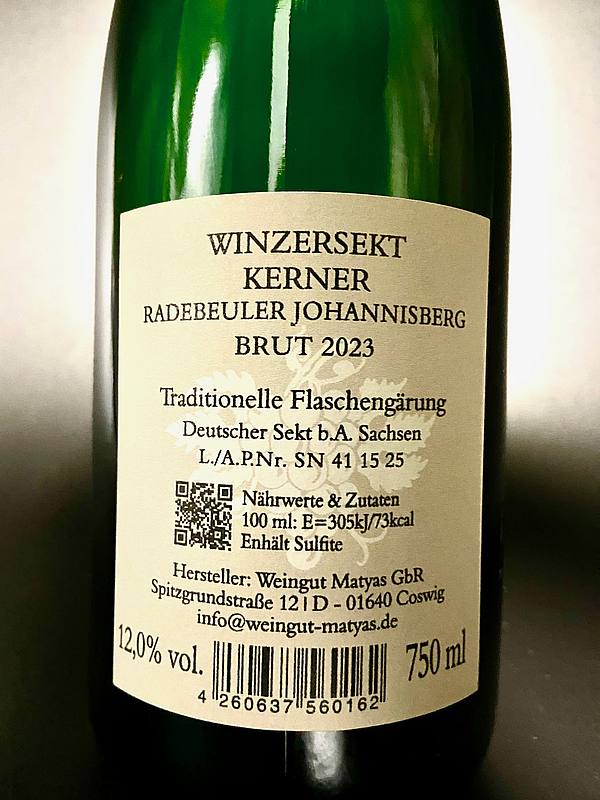 WINZERSEKT
KERNER
RADEBEULER JOHANNISBERG
BRUT 2023
Traditionelle Flaschengärung
Deutscher Sekt b.A. Sachsen
L./A.P.Nr. SN 41 15 25
Nährwerte & Zutaten
100 ml: E=305kJ/73kcal
Enhält Sulfite
Hersteller: Weingut Matyas GbR
Spitzgrundstraße 12 | D - 01640 Coswig
info@weingut-matyas.de
12,0% vol.
750 ml
4 260637 560162